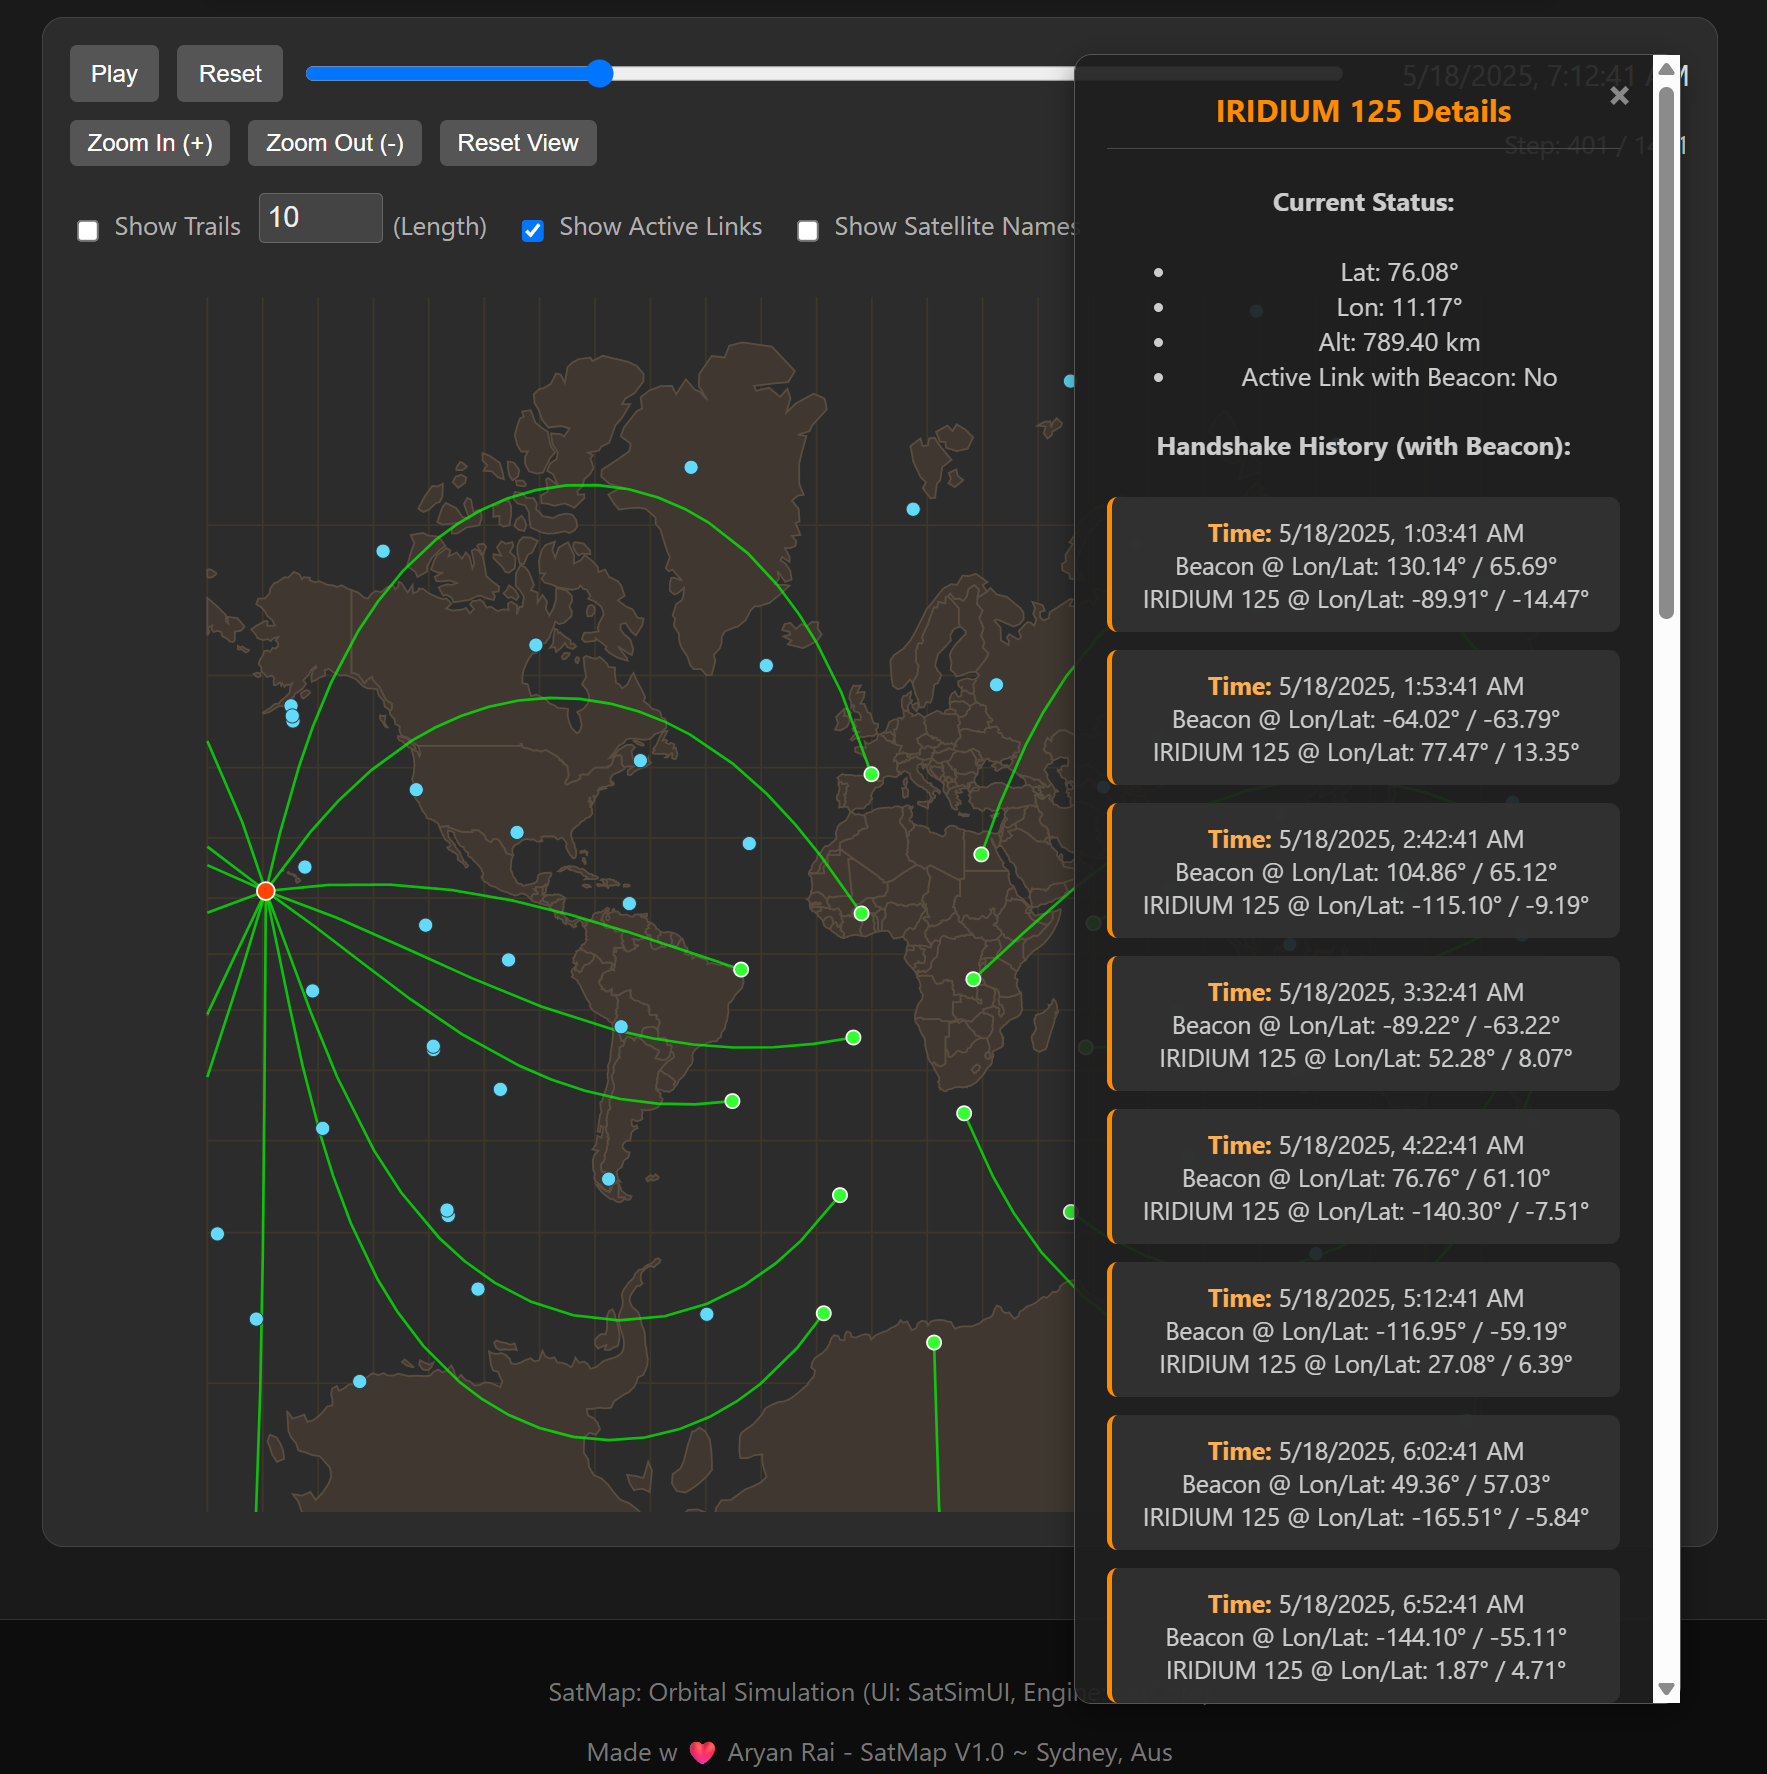 Play
Reset
5/18/2025, 7:12:41 AM
Zoom In (+)
Zoom Out (-)
Reset View
Step: 401 /
Show Trails
10
(Length)
Show Active Links
Show Satellite Names
IRIDIUM 125 Details
×
Current Status:
• Lat: 76.08°
• Lon: 11.17°
• Alt: 789.40 km
• Active Link with Beacon: No
Handshake History (with Beacon):
Time: 5/18/2025, 1:03:41 AM
Beacon @ Lon/Lat: 130.14° / 65.69°
IRIDIUM 125 @ Lon/Lat: -89.91° / -14.47°
Time: 5/18/2025, 1:53:41 AM
Beacon @ Lon/Lat: -64.02° / -63.79°
IRIDIUM 125 @ Lon/Lat: 77.47° / 13.35°
Time: 5/18/2025, 2:42:41 AM
Beacon @ Lon/Lat: 104.86° / 65.12°
IRIDIUM 125 @ Lon/Lat: -115.10° / -9.19°
Time: 5/18/2025, 3:32:41 AM
Beacon @ Lon/Lat: -89.22° / -63.22°
IRIDIUM 125 @ Lon/Lat: 52.28° / 8.07°
Time: 5/18/2025, 4:22:41 AM
Beacon @ Lon/Lat: 76.76° / 61.10°
IRIDIUM 125 @ Lon/Lat: -140.30° / -7.51°
Time: 5/18/2025, 5:12:41 AM
Beacon @ Lon/Lat: -116.95° / -59.19°
IRIDIUM 125 @ Lon/Lat: 27.08° / 6.39°
Time: 5/18/2025, 6:02:41 AM
Beacon @ Lon/Lat: 49.36° / 57.03°
IRIDIUM 125 @ Lon/Lat: -165.51° / -5.84°
Time: 5/18/2025, 6:52:41 AM
Beacon @ Lon/Lat: -144.10° / -55.11°
IRIDIUM 125 @ Lon/Lat: 1.87° / 4.71°
SatMap: Orbital Simulation (UI: SatSimUI, Engine:
Made w ❤️ Aryan Rai - SatMap V1.0 ~ Sydney, Aus